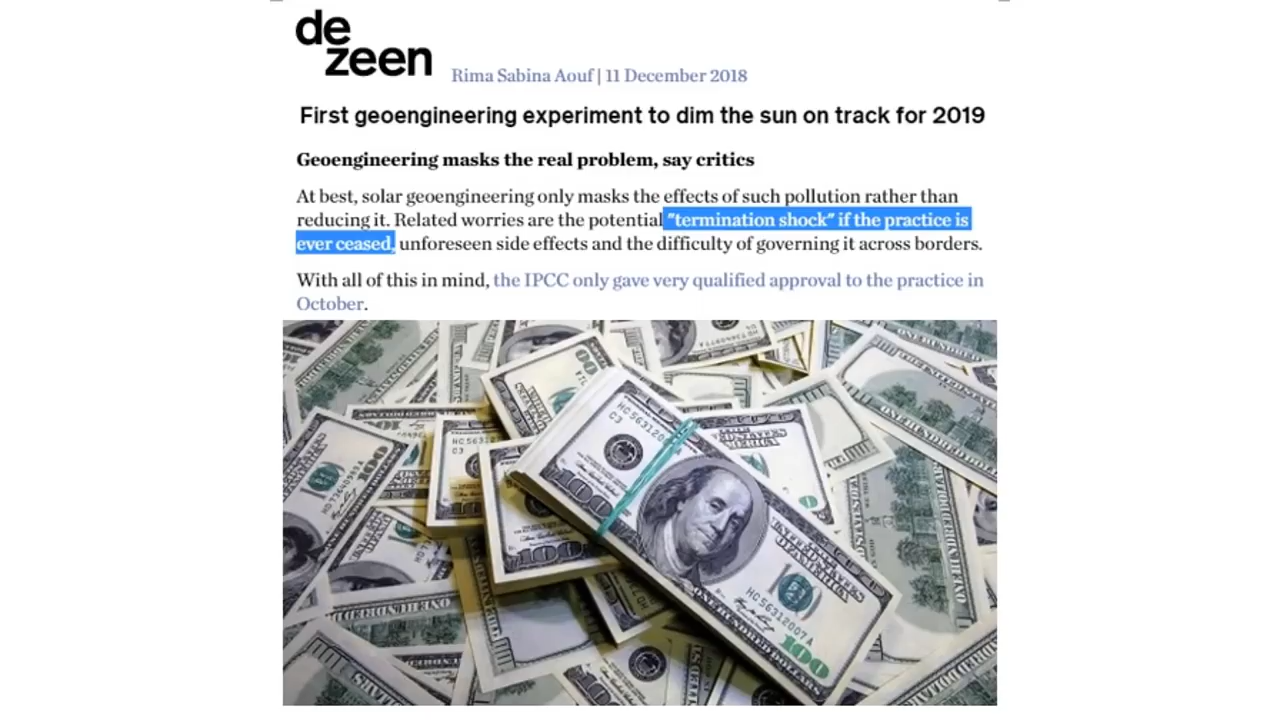 de
zeen
Rima Sabina Aouf | 11 December 2018
First geoengineering experiment to dim the sun on track for 2019
Geoengineering masks the real problem, say critics
At best, solar geoengineering only masks the effects of such pollution rather than
reducing it. Related worries are the potential "termination shock" if the practice is
ever ceased, unforeseen side effects and the difficulty of governing it across borders.
With all of this in mind, the IPCC only gave very qualified approval to the practice in
October.
HC 56312007A
100